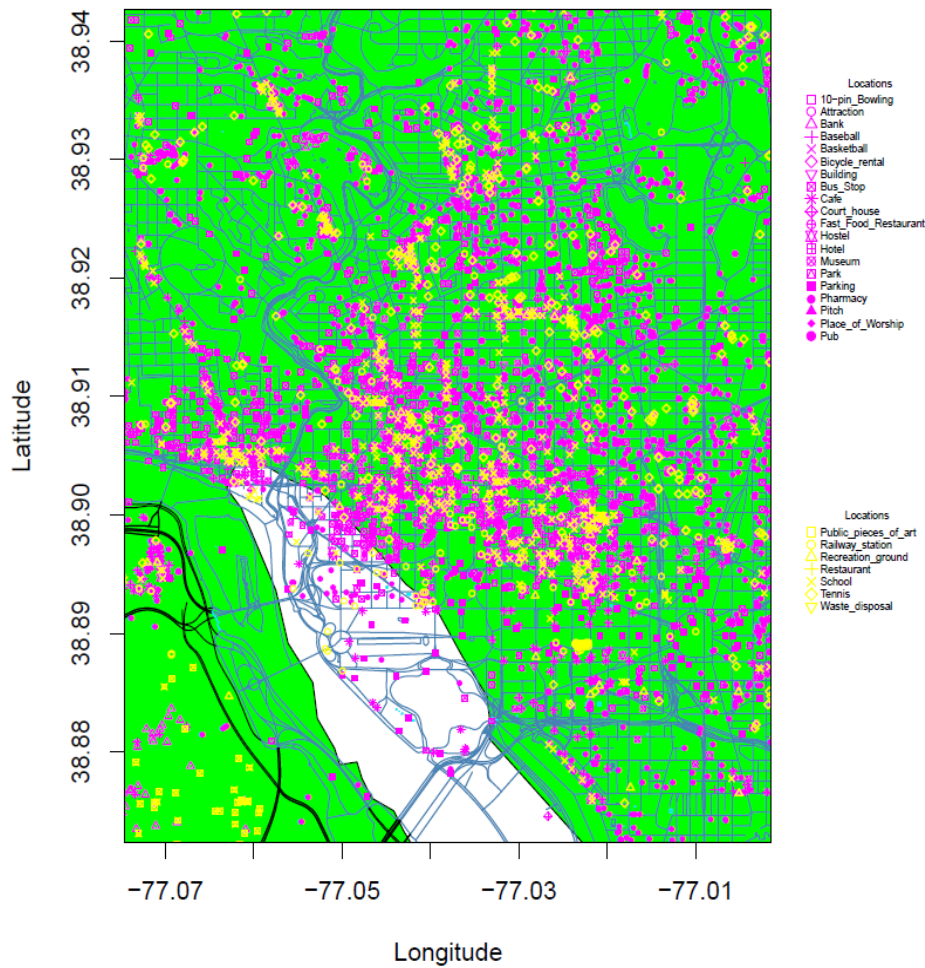 38.94
38.93
38.92
38.91
38.90
38.89
38.88
Latitude
−77.07
−77.05
−77.03
−77.01
Longitude
Locations
10−pin_Bowling
Attraction
Bank
Baseball
Basketball
Bicycle_rental
Building
Bus_Stop
Cafe
Court_house
Fast_Food_Restaurant
Hostel
Hotel
Museum
Park
Parking
Pharmacy
Pitch
Place_of_Worship
Pub
Locations
Public_pieces_of_art
Railway_station
Recreation_ground
Restaurant
School
Tennis
Waste_disposal